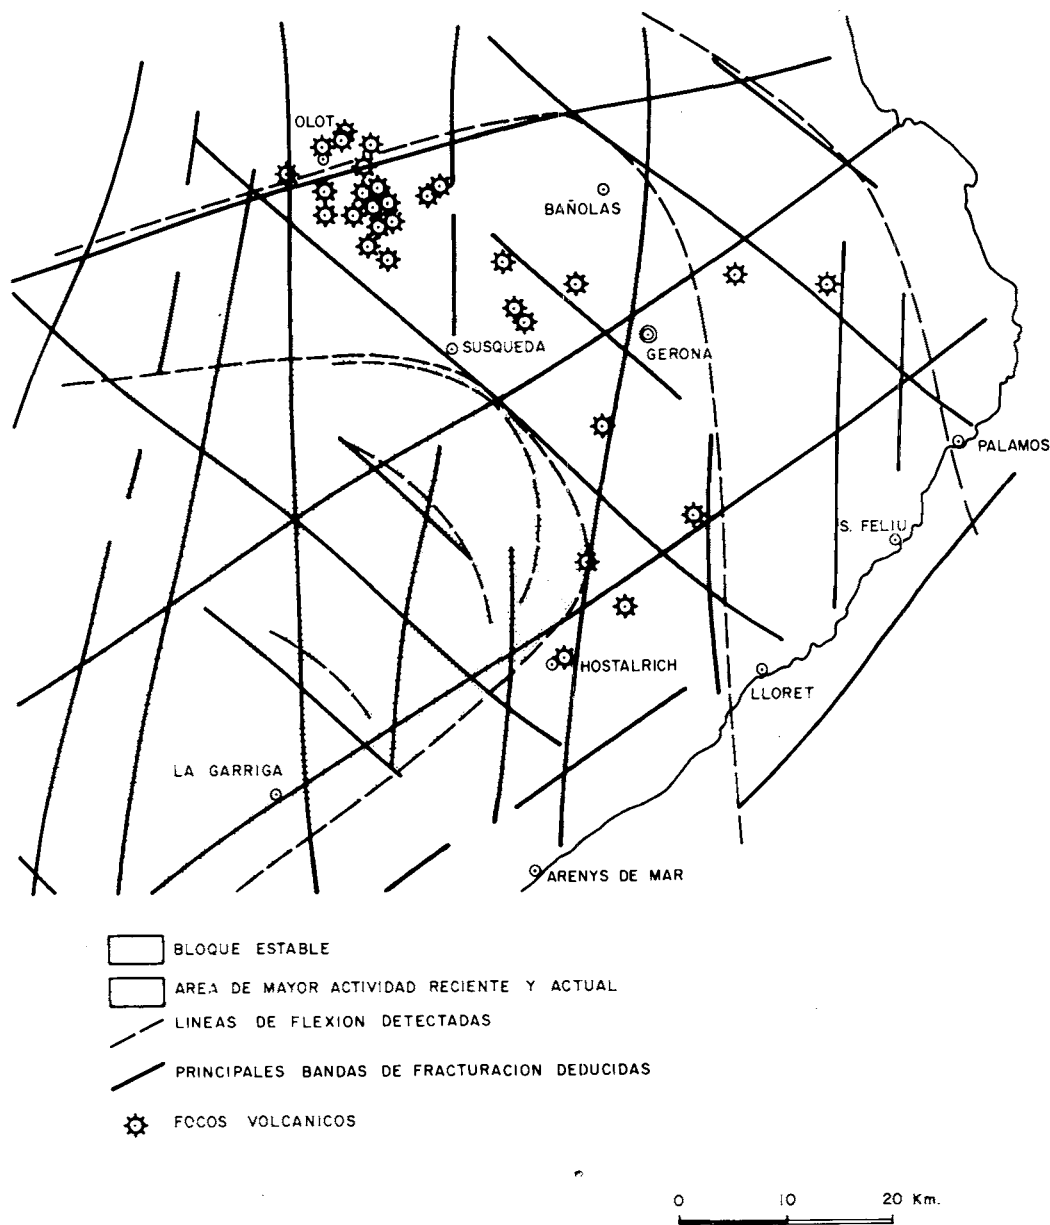 OLOT
BAÑOLAS
SUSQUEDA
GERONA
PALAMOS
S. FELIU
HOSTALRICH
LLORET
LA GARRIGA
ARENYS DE MAR
BLOQUE ESTABLE
AREA DE MAYOR ACTIVIDAD RECIENTE Y ACTUAL
LINEAS DE FLEXION DETECTADAS
PRINCIPALES BANDAS DE FRACTURACION DEDUCIDAS
FOCOS VOLCANICOS
0 10 20 Km.